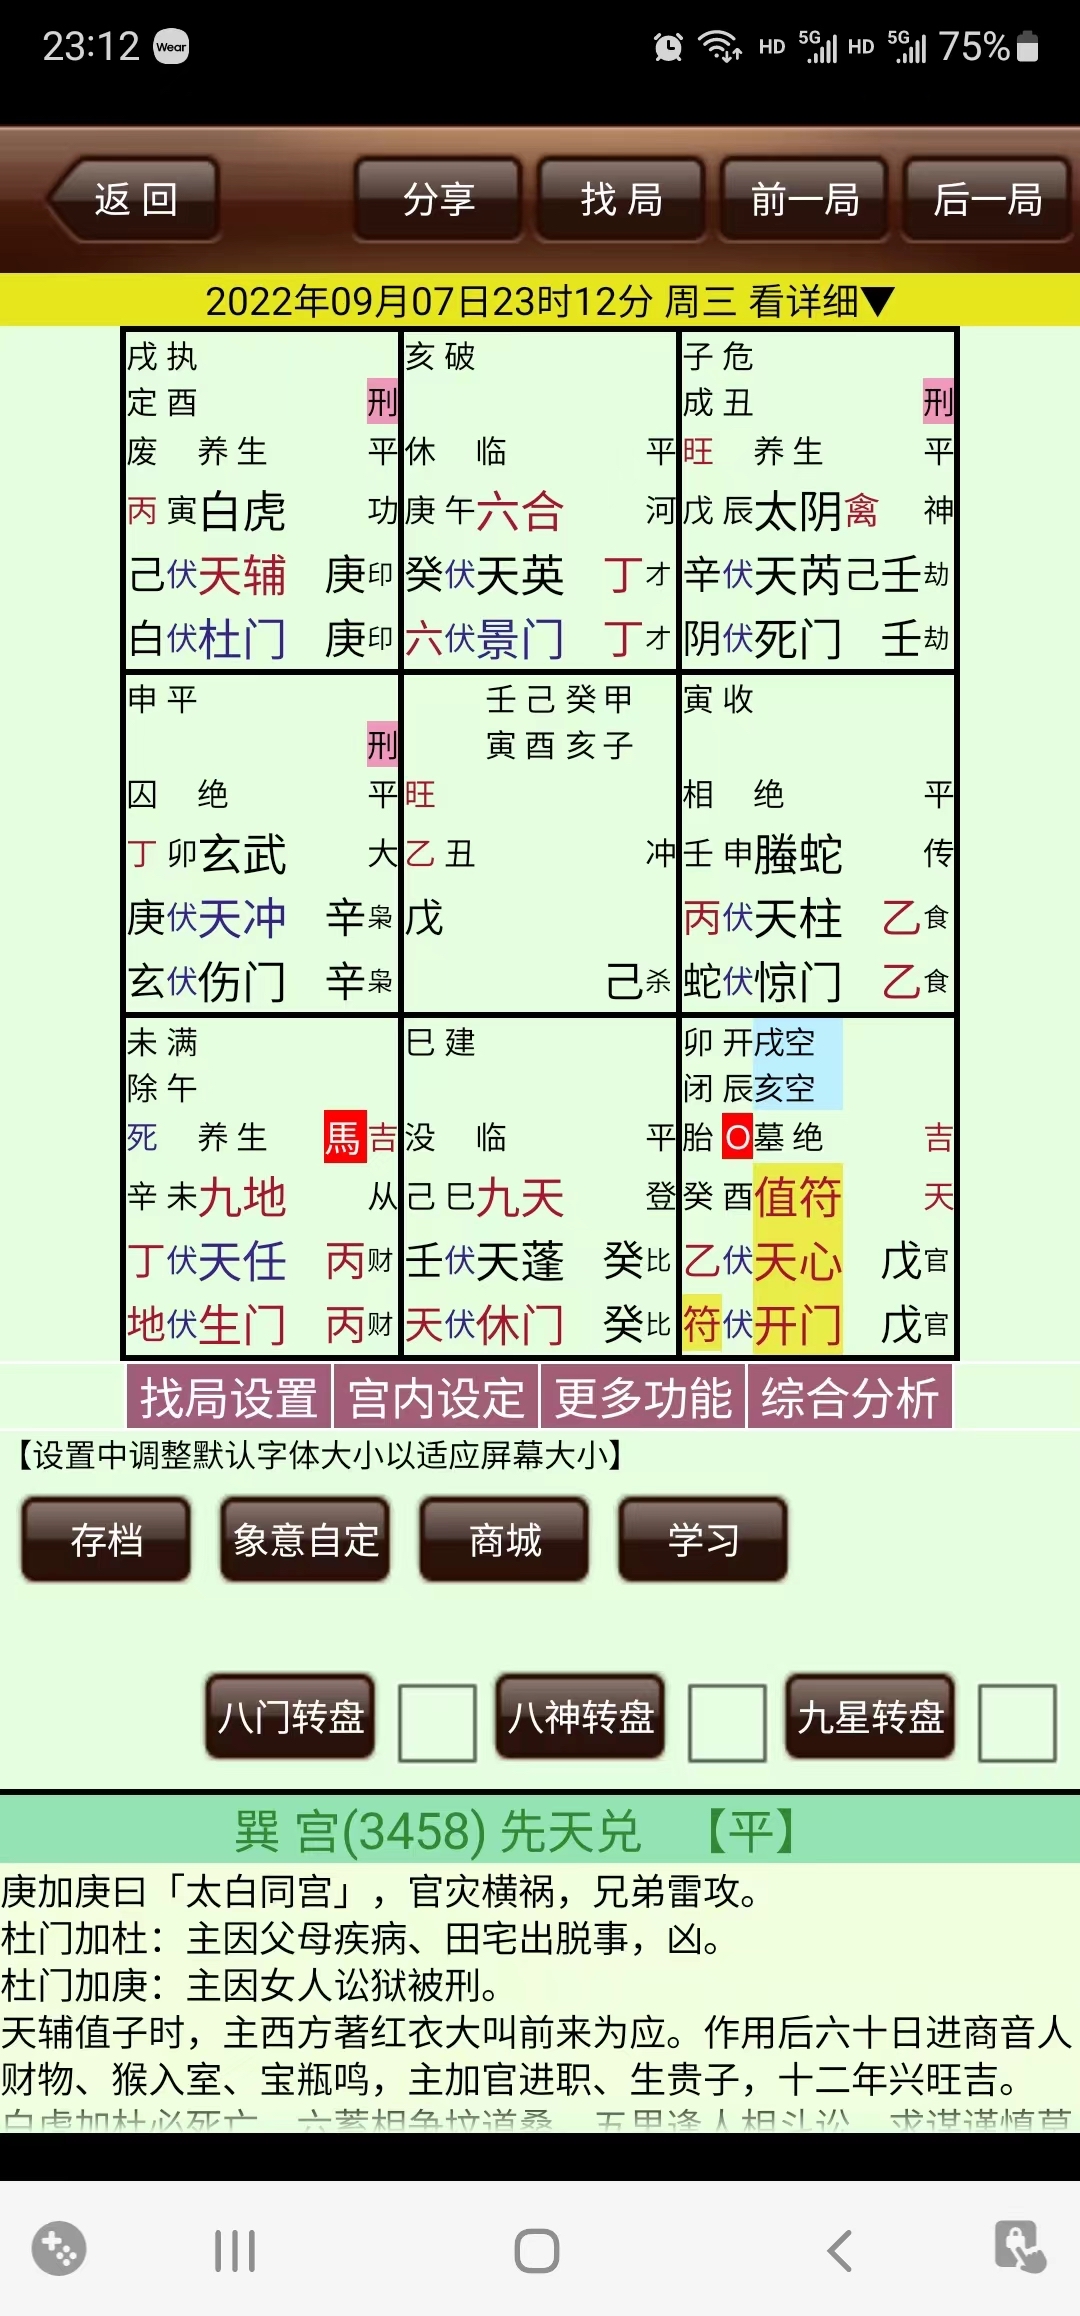 23:12 Wear HD 5G HD 5G 75%
返 回 分享 找 局 前一局 后一局
2022年09月07日23时12分 周三 看详细▼
戌 执
定 酉 刑
废 养 生 平
丙 寅 白虎 功
己 伏 天辅 庚 印
白 伏 杜门 庚 印
亥 破
休 临 平
庚 午 六合 河
癸 伏 天英 丁 才
六 伏 景门 丁 才
子 危
成 丑 刑
旺 养 生 平
戊 辰 太阴 禽 神
辛 伏 天芮 己 壬 劫
阴 伏 死门 壬 劫
申 平
刑
囚 绝 平
丁 卯 玄武 大
庚 伏 天冲 辛 枭
玄 伏 伤门 辛 枭
壬 己 癸 甲
寅 酉 亥 子
旺
乙 丑 冲
戊
己 杀
寅 收
相 绝 平
壬 申 螣蛇 传
丙 伏 天柱 乙 食
蛇 伏 惊门 乙 食
未 满
除 午
死 养 生 馬 吉
辛 未 九地 从
丁 伏 天任 丙 财
地 伏 生门 丙 财
巳 建
没 临 平
己 巳 九天 登
壬 伏 天蓬 癸 比
天 伏 休门 癸 比
卯 开 戌空
闭 辰 亥空
胎 O 墓 绝 吉
癸 酉 值符 天
乙 伏 天心 戊 官
符 伏 开门 戊 官
找局设置 宫内设定 更多功能 综合分析
【设置中调整默认字体大小以适应屏幕大小】
存档 象意自定 商城 学习
八门转盘 八神转盘 九星转盘
巽 宫(3458) 先天兑 【平】
庚加庚曰「太白同宫」，官灾横祸，兄弟雷攻。
杜门加杜：主因父母疾病、田宅出脱事，凶。
杜门加庚：主因女人讼狱被刑。
天辅值子时，主西方著红衣大叫前来为应。作用后六十日进商音人
财物、猴入室、宝瓶鸣，主加官进职、生贵子，十二年兴旺吉。